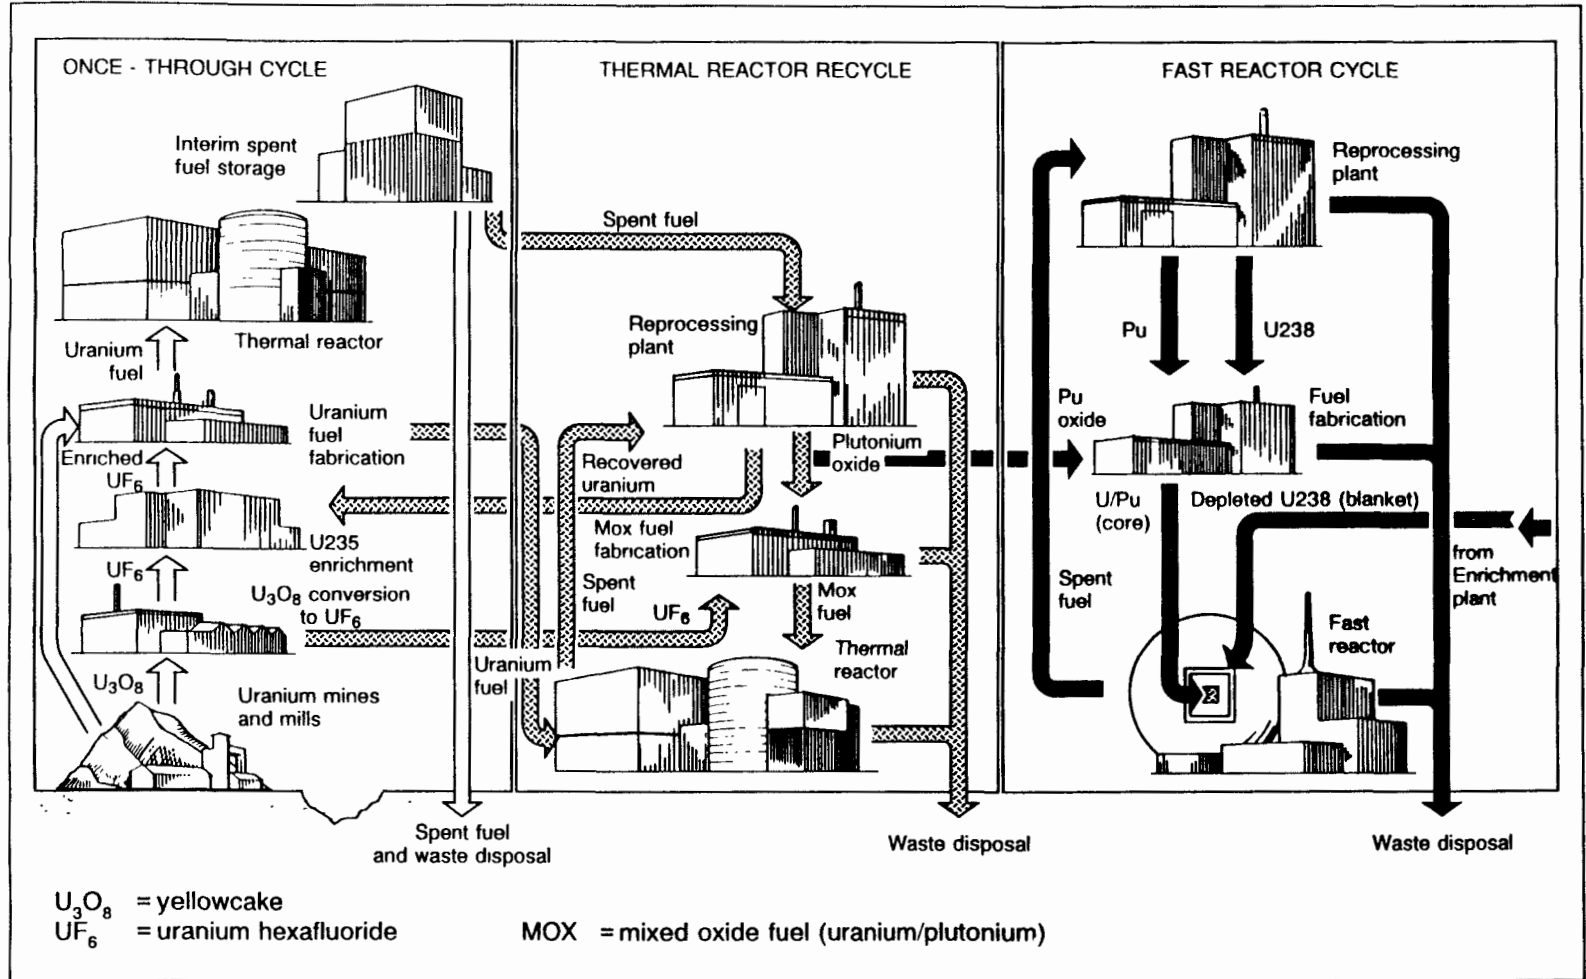 ONCE - THROUGH CYCLE
Interim spent
fuel storage
Thermal reactor
Uranium
fuel
Uranium
fuel
fabrication
Enriched
UF6
U235
enrichment
UF6
U3O8 conversion
to UF6
U3O8
Uranium mines
and mills
Spent fuel
and waste disposal
THERMAL REACTOR RECYCLE
Spent fuel
Reprocessing
plant
Plutonium
oxide
Recovered
uranium
Mox fuel
fabrication
Spent
fuel
UF6
Mox
fuel
Uranium
fuel
Thermal
reactor
Waste disposal
FAST REACTOR CYCLE
Reprocessing
plant
Pu
U238
Pu
oxide
Fuel
fabrication
U/Pu
(core)
Depleted U238 (blanket)
from
Enrichment
plant
Spent
fuel
Fast
reactor
Waste disposal
U3O8 = yellowcake
UF6 = uranium hexafluoride
MOX = mixed oxide fuel (uranium/plutonium)